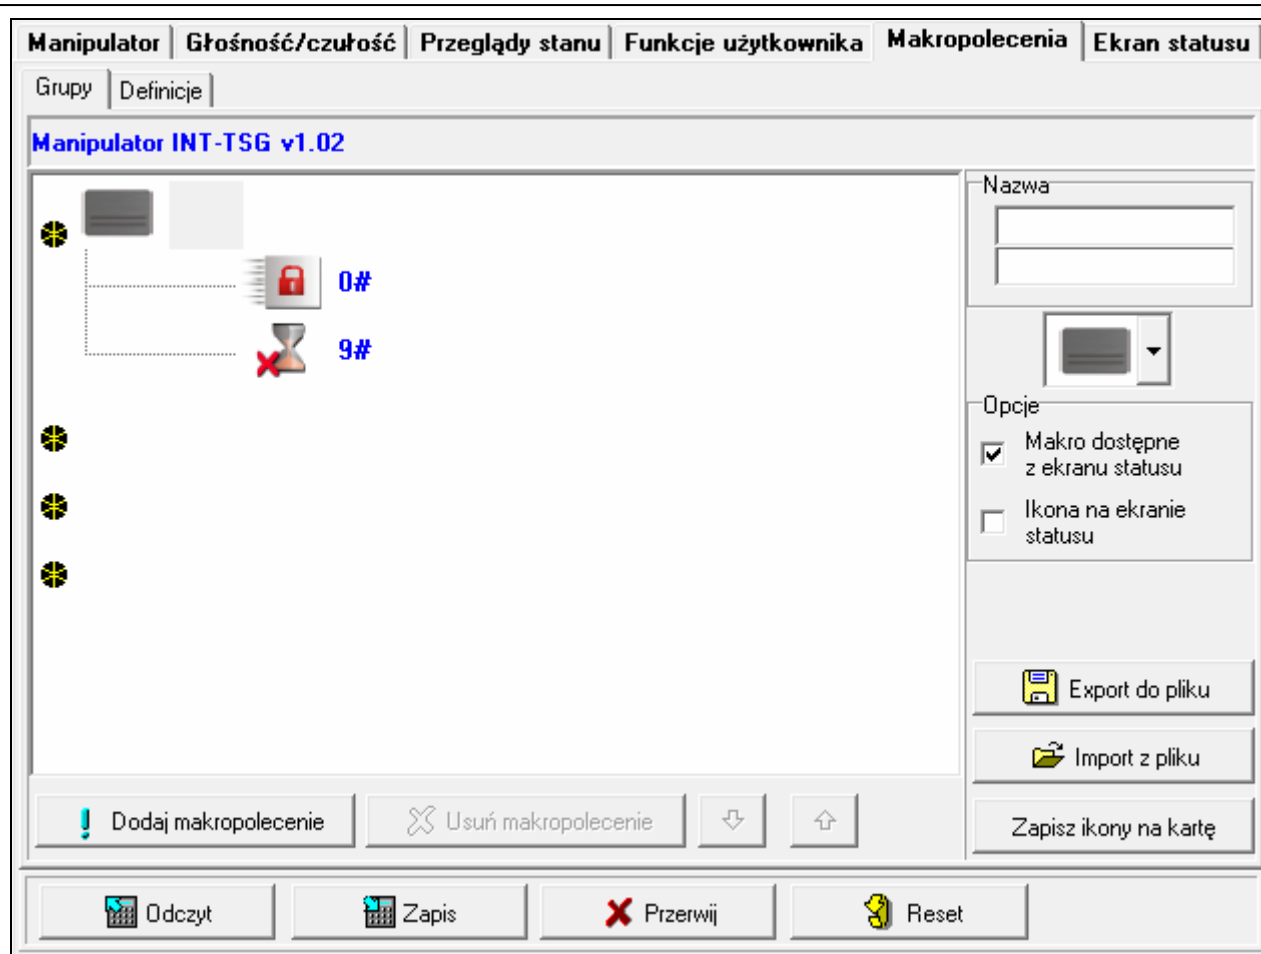 Manipulator Głośność/czułość Przeglądy stanu Funkcje użytkownika Makropolecenia Ekran statusu
Grupy Definicje
Manipulator INT-TSG v1.02
Nazwa
0#
9#
Opcje
Makro dostępne
z ekranu statusu
Ikona na ekranie
statusu
Export do pliku
Import z pliku
Dodaj makropolecenie Usuń makropolecenie Zapisz ikony na kartę
Odczyt Zapis Przerwij Reset